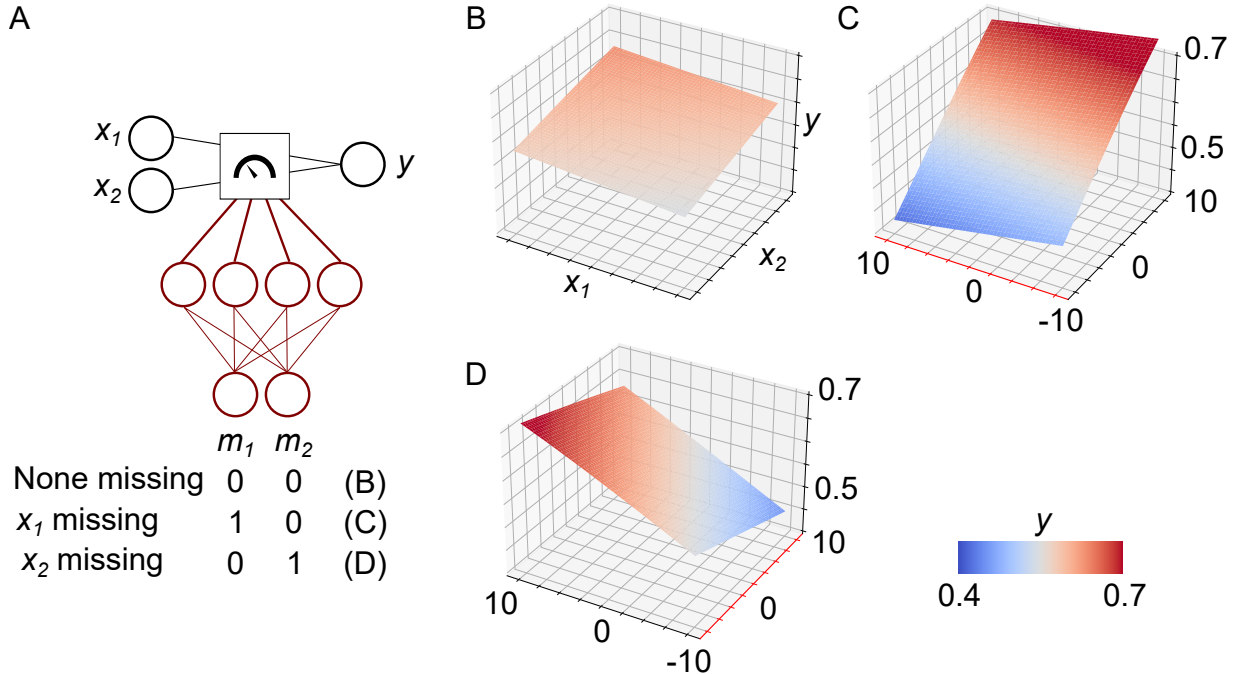 A
x1
x2
y
m1 m2
None missing 0 0 (B)
x1 missing 1 0 (C)
x2 missing 0 1 (D)
B
y
x2
x1
C
0.7
0.5
10
0
-10
10
0
D
0.7
0.5
10
0
-10
10
0
y
0.4 0.7